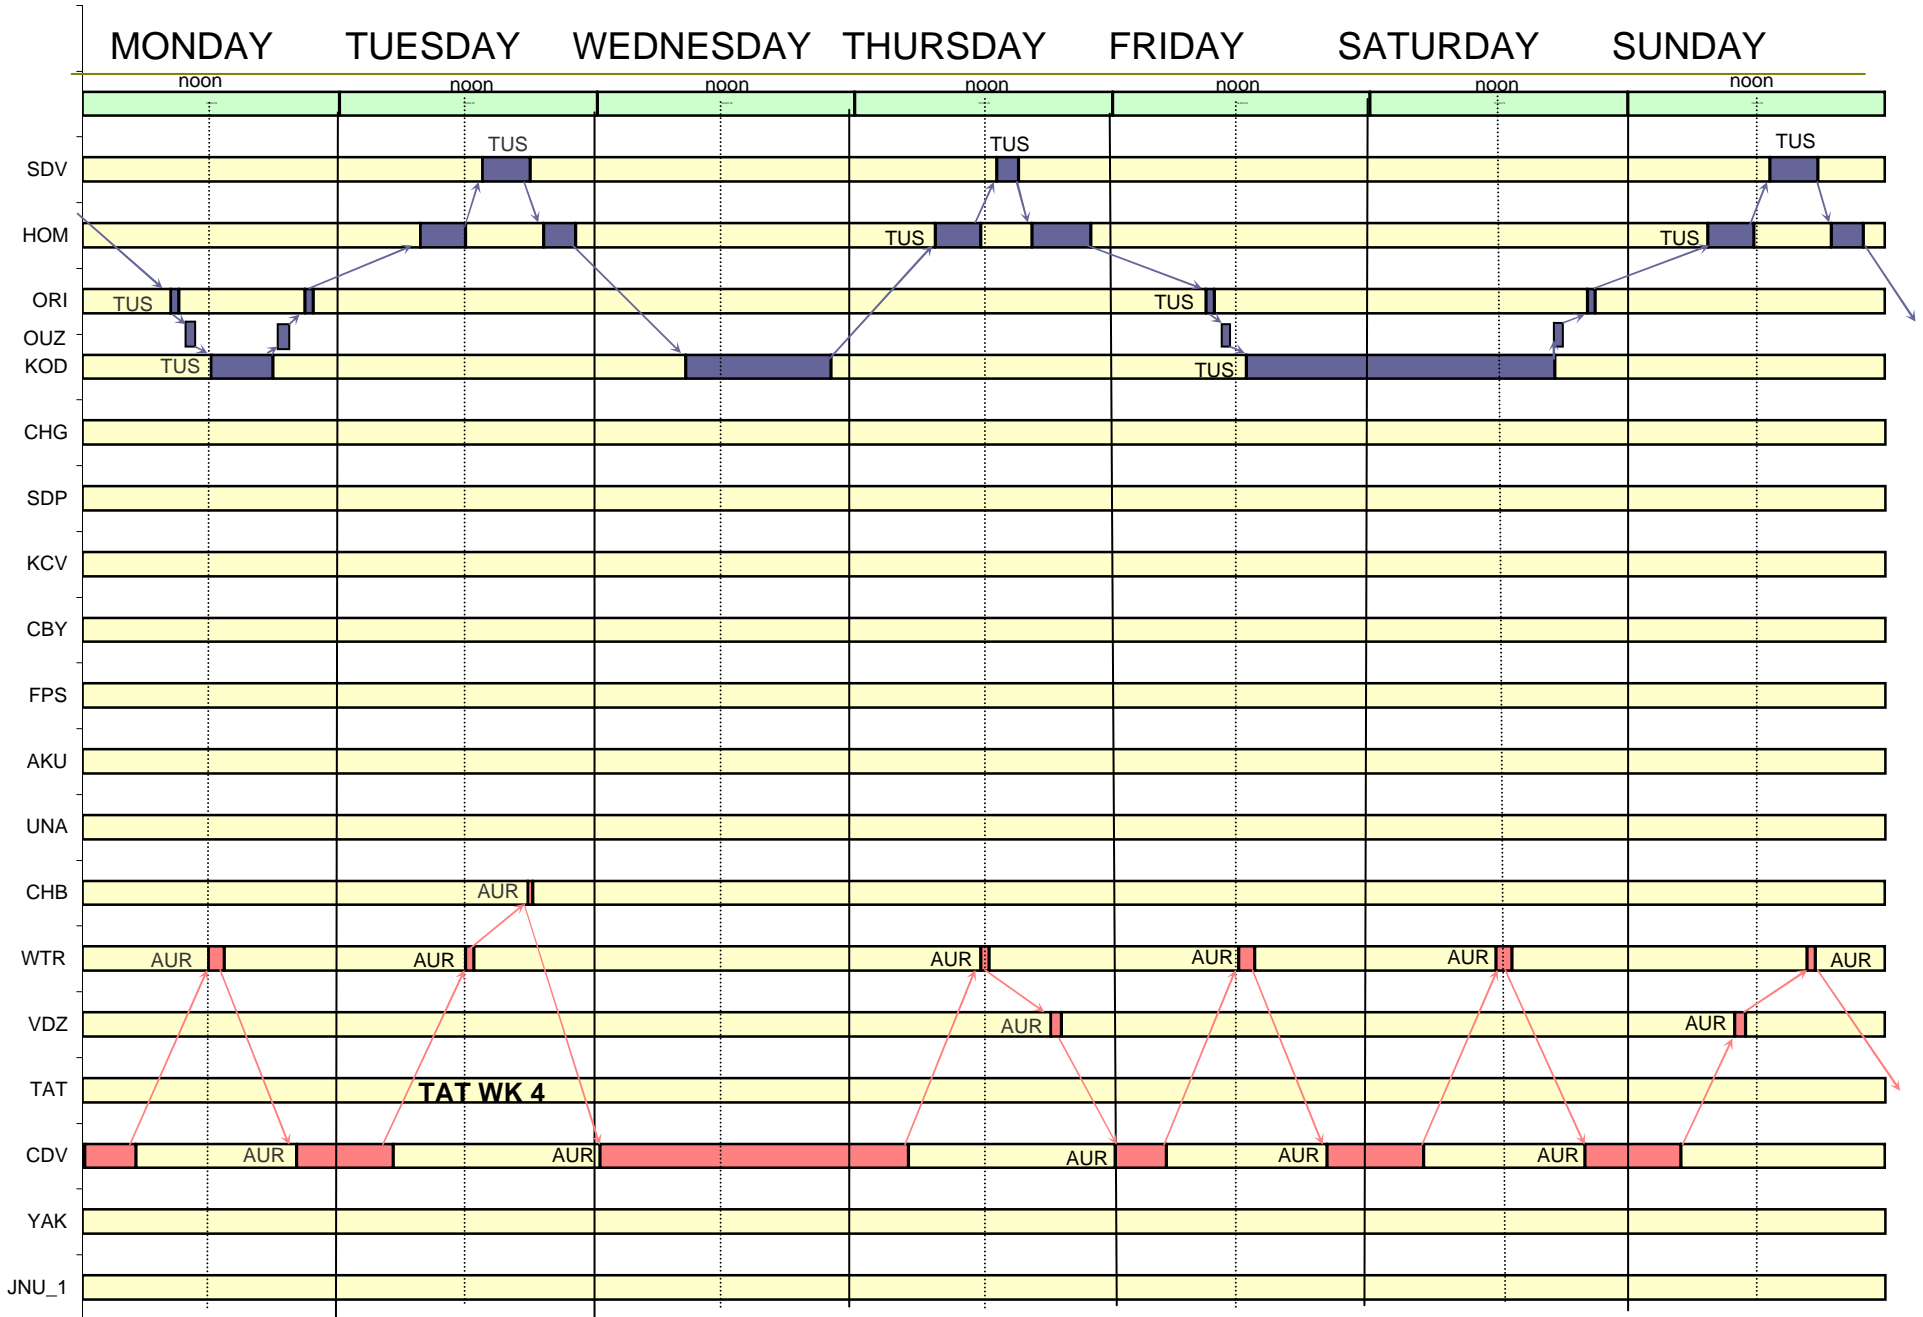 MONDAY TUESDAY WEDNESDAY THURSDAY FRIDAY SATURDAY SUNDAY
noon noon noon noon noon noon noon
TUS TUS TUS
SDV
HOM TUS TUS
ORI TUS TUS
OUZ
KOD TUS TUS
CHG
SDP
KCV
CBY
FPS
AKU
UNA
CHB AUR
WTR AUR AUR AUR AUR AUR AUR
VDZ AUR AUR
TAT TAT WK 4
CDV AUR AUR AUR AUR AUR
YAK
JNU_1